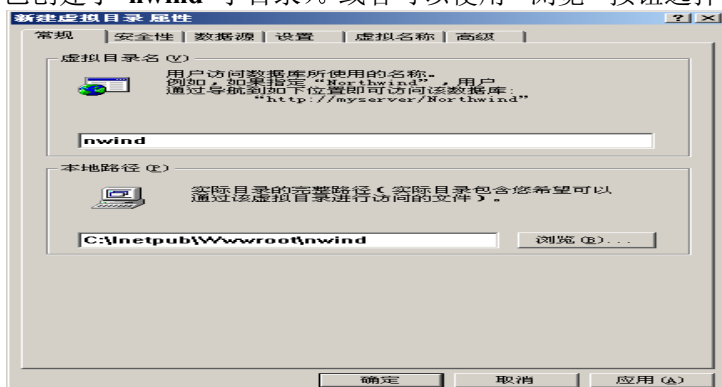 已创建了"nwind"子目录）。或者可以使用"浏览"按钮选择
新建虚拟目录 属性
常规 安全性 数据源 设置 虚拟名称 高级
虚拟目录名(V)
用户访问数据库所使用的名称。
例如，如果指定“Northwind”，用户
通过导航到如下位置即可访问该数据库：
“http://myserver/Northwind”
nwind
本地路径(P)
实际目录的完整路径（实际目录包含您希望可以
通过该虚拟目录进行访问的文件）。
C:\Inetpub\Wwwroot\nwind
浏览(B)...
确定 取消 应用(A)